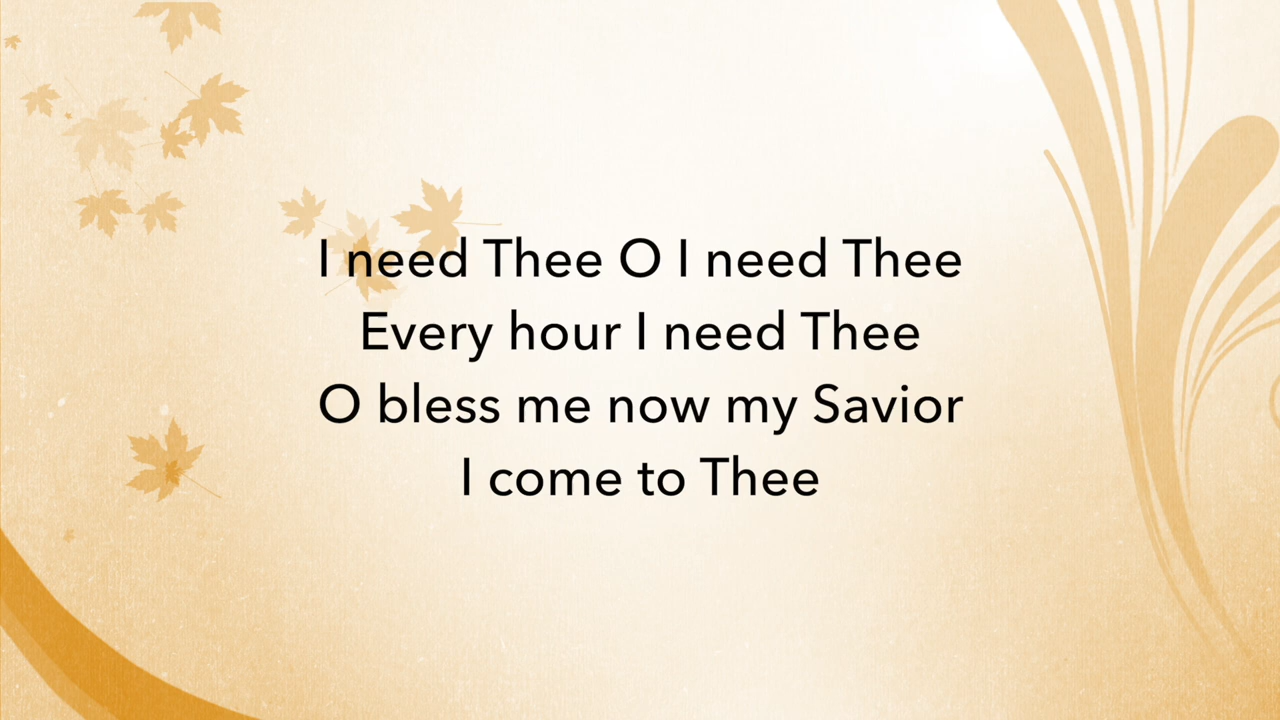 I need Thee O I need Thee
Every hour I need Thee
O bless me now my Savior
I come to Thee